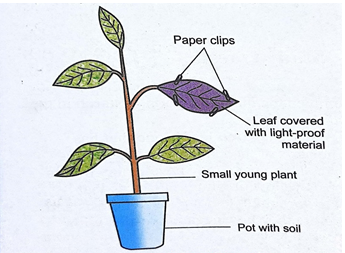 Paper clips
Leaf covered
with light-proof
material
Small young plant
Pot with soil